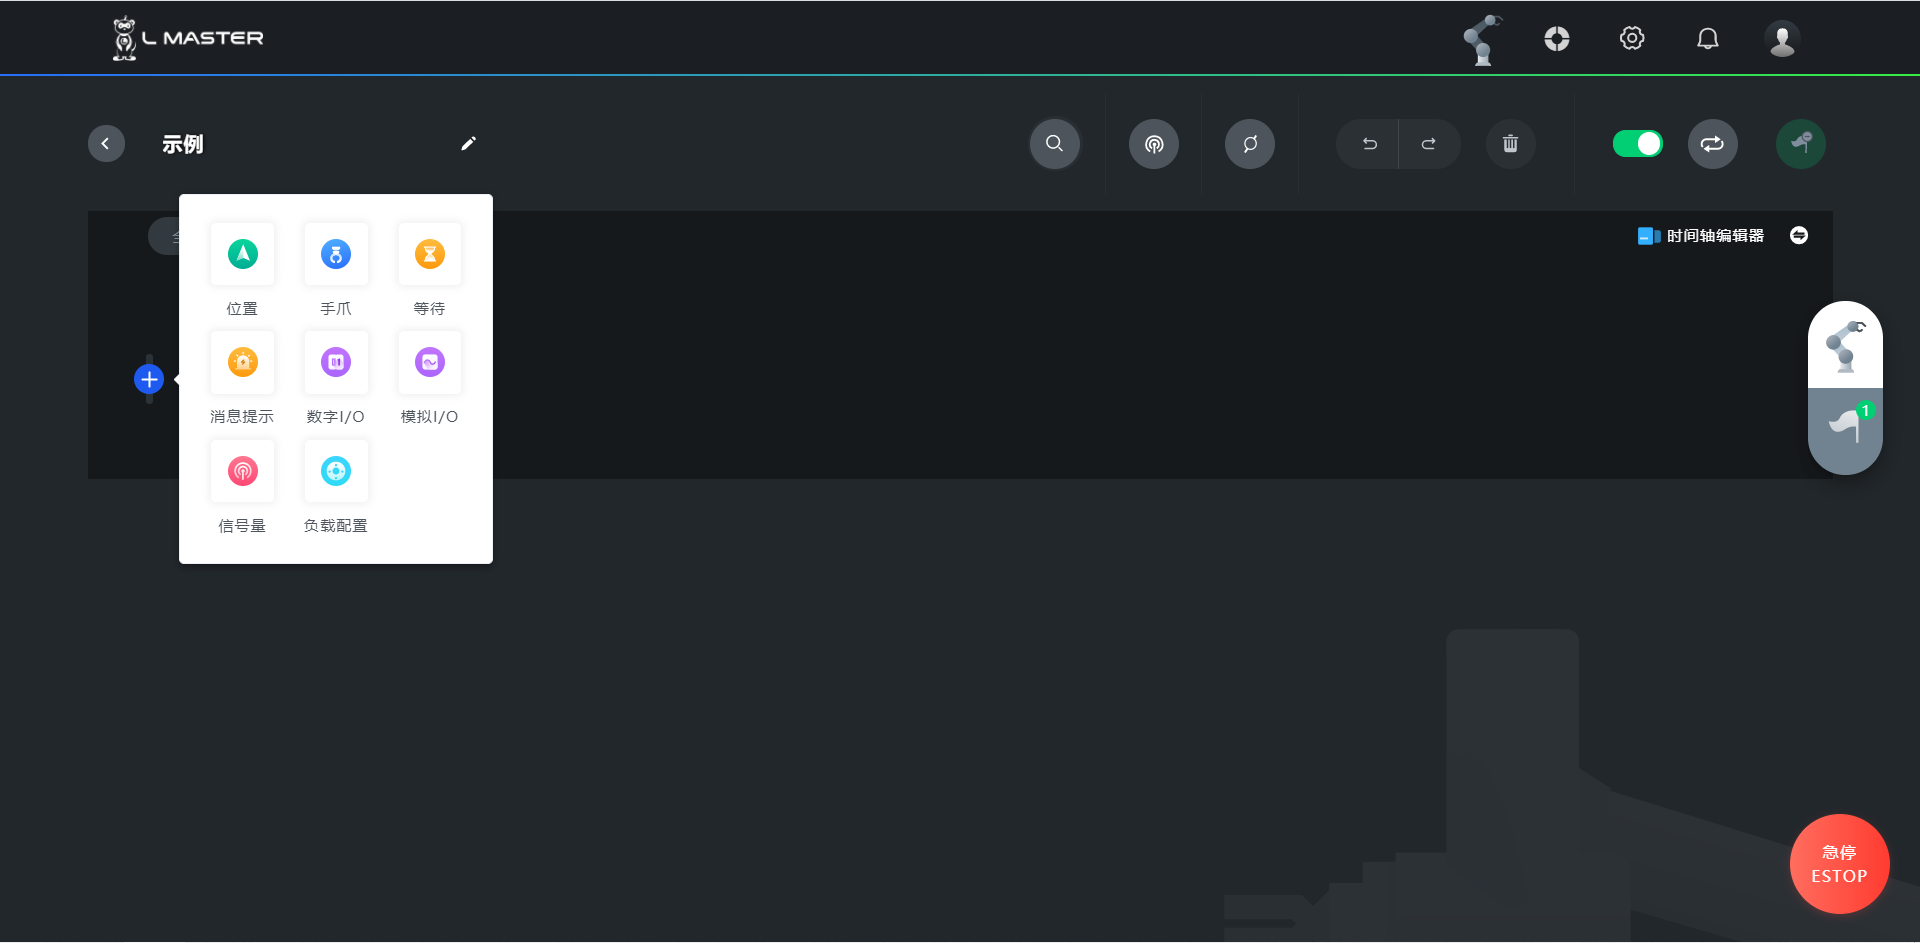 L MASTER
示例
时间轴编辑器
位置
手爪
等待
消息提示
数字I/O
模拟I/O
信号量
负载配置
1
急停
ESTOP